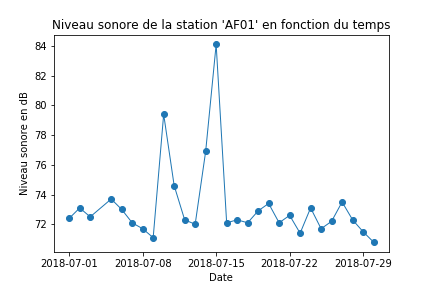 Niveau sonore de la station 'AF01' en fonction du temps
Niveau sonore en dB
84
82
80
78
76
74
72
2018-07-01 2018-07-08 2018-07-15 2018-07-22 2018-07-29
Date